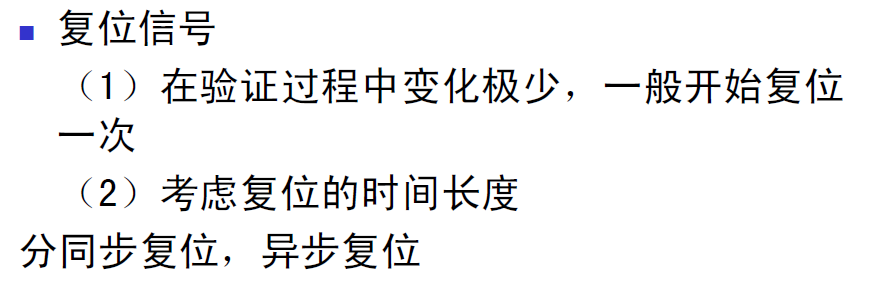 复位信号
（1）在验证过程中变化极少，一般开始复位
一次
（2）考虑复位的时间长度
分同步复位，异步复位